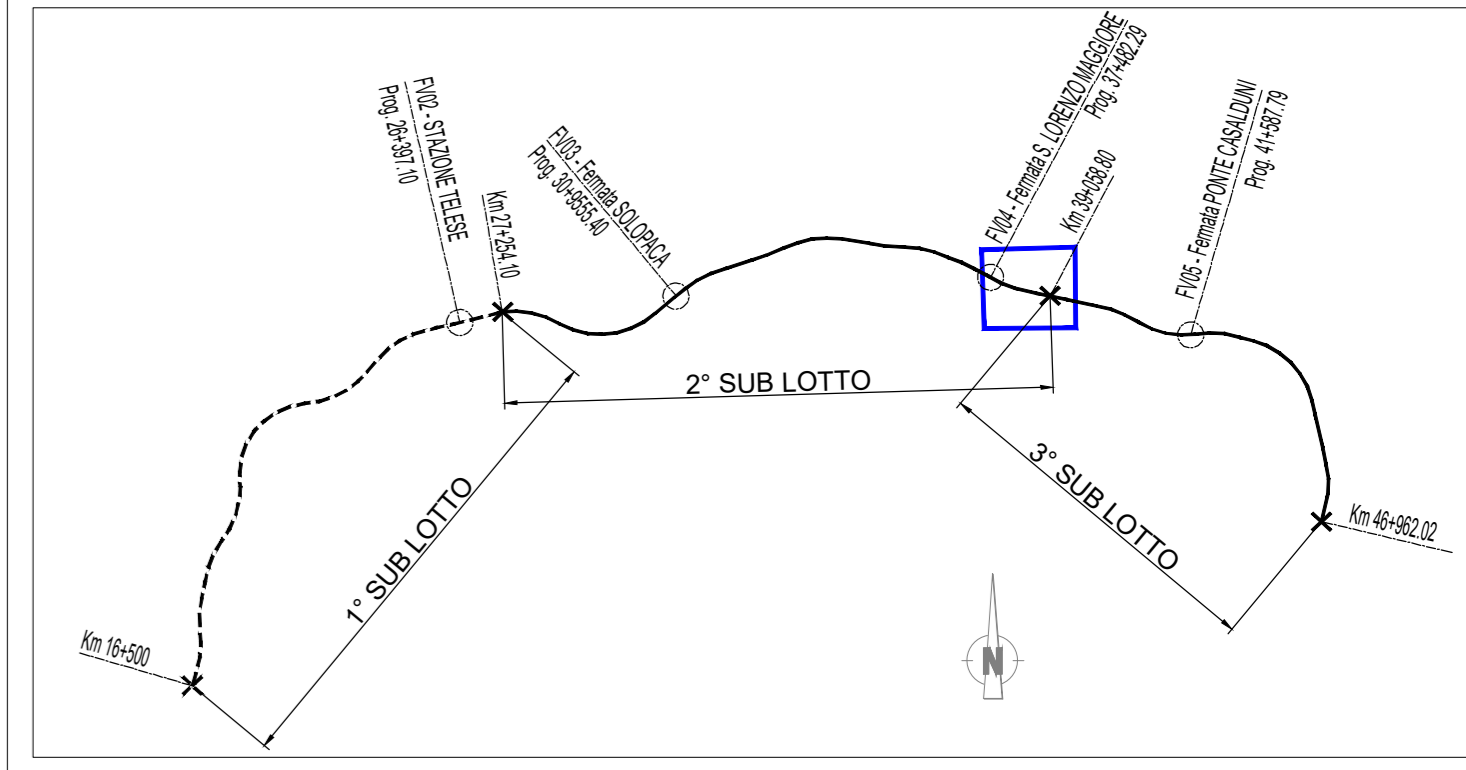 FV02 - STAZIONE TELESE
Prog. 26+397.10
Km 27+254.10
FV03 - Fermata SOLOPACA
Prog. 30+9555.40
FV04 - Fermata S. LORENZO MAGGIORE
Prog. 37+482.29
Km 39+058.80
FV05 - Fermata PONTE CASALDUNI
Prog. 41+587.79
2° SUB LOTTO
1° SUB LOTTO
3° SUB LOTTO
Km 46+962.02
Km 16+500
N